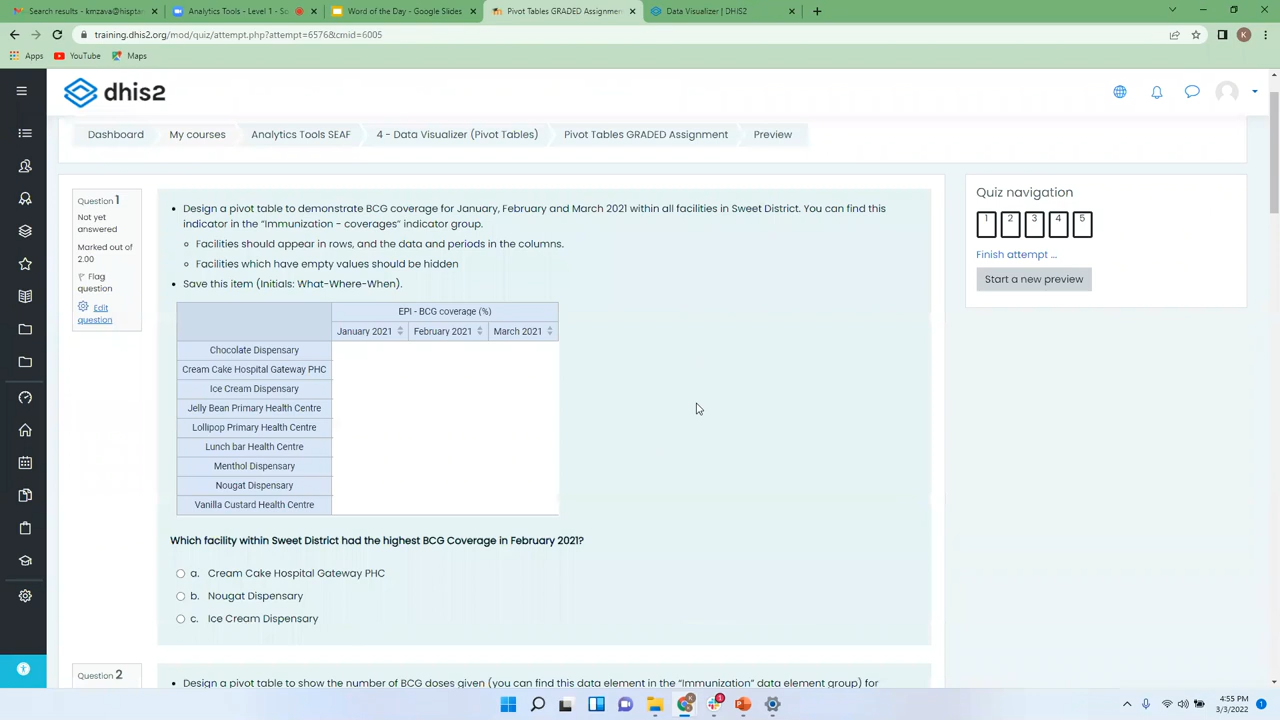 Search results - kmzansi@hispta
Analytics Tools - Level 1 - S
Word of the Day - Google Slides
Pivot Tables GRADED Assignmen
Data Visualizer | DHIS2
training.dhis2.org/mod/quiz/attempt.php?attempt=6576&cmid=6005
K
Apps YouTube Maps
dhis2
Dashboard My courses Analytics Tools SEAF 4 - Data Visualizer (Pivot Tables) Pivot Tables GRADED Assignment Preview
Question 1
Not yet
answered
Marked out of
2.00
Flag
question
Edit
question
Design a pivot table to demonstrate BCG coverage for January, February and March 2021 within all facilities in Sweet District. You can find this
indicator in the "Immunization - coverages" indicator group.
Facilities should appear in rows, and the data and periods in the columns.
Facilities which have empty values should be hidden
Save this item (Initials: What-Where-When).
EPI - BCG coverage (%)
January 2021 February 2021 March 2021
Chocolate Dispensary
Cream Cake Hospital Gateway PHC
Ice Cream Dispensary
Jelly Bean Primary Health Centre
Lollipop Primary Health Centre
Lunch bar Health Centre
Menthol Dispensary
Nougat Dispensary
Vanilla Custard Health Centre
Which facility within Sweet District had the highest BCG Coverage in February 2021?
a. Cream Cake Hospital Gateway PHC
b. Nougat Dispensary
c. Ice Cream Dispensary
Quiz navigation
1 2 3 4 5
Finish attempt ...
Start a new preview
Question 2
Design a pivot table to show the number of BCG doses given (you can find this data element in the "Immunization" data element group) for
4:55 PM
3/3/2022